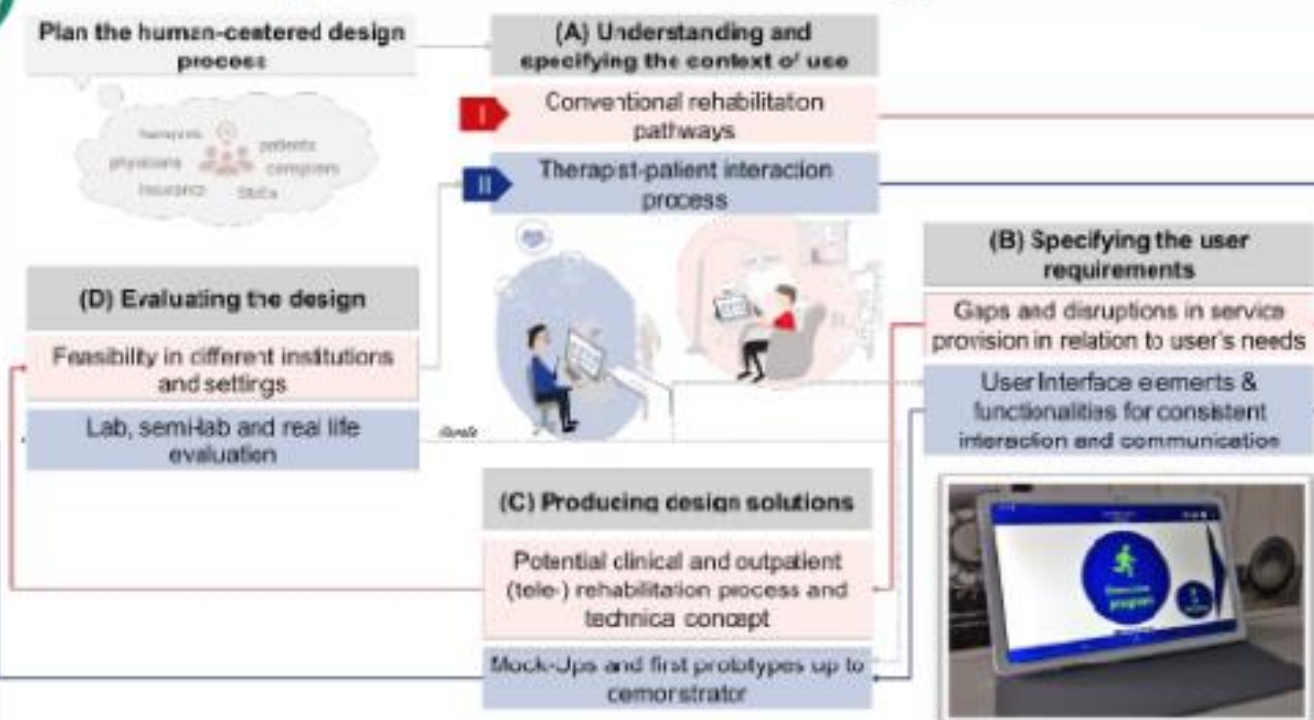 Plan the human-centered design
process
physicians
patients
caregivers
insurance
SMEs
(A) Understanding and
specifying the context of use
I
Conventional rehabilitation
pathways
II
Therapist-patient interaction
process
(B) Specifying the user
requirements
Gaps and disruptions in service
provision in relation to user's needs
User Interface elements &
functionalities for consistent
interaction and communication
(D) Evaluating the design
Feasibility in different institutions
and settings
Lab, semi-lab and real life
evaluation
iterate
(C) Producing design solutions
Potential clinical and outpatient
(tele-) rehabilitation process and
technical concept
Mock-Ups and first prototypes up to
demonstrator
program